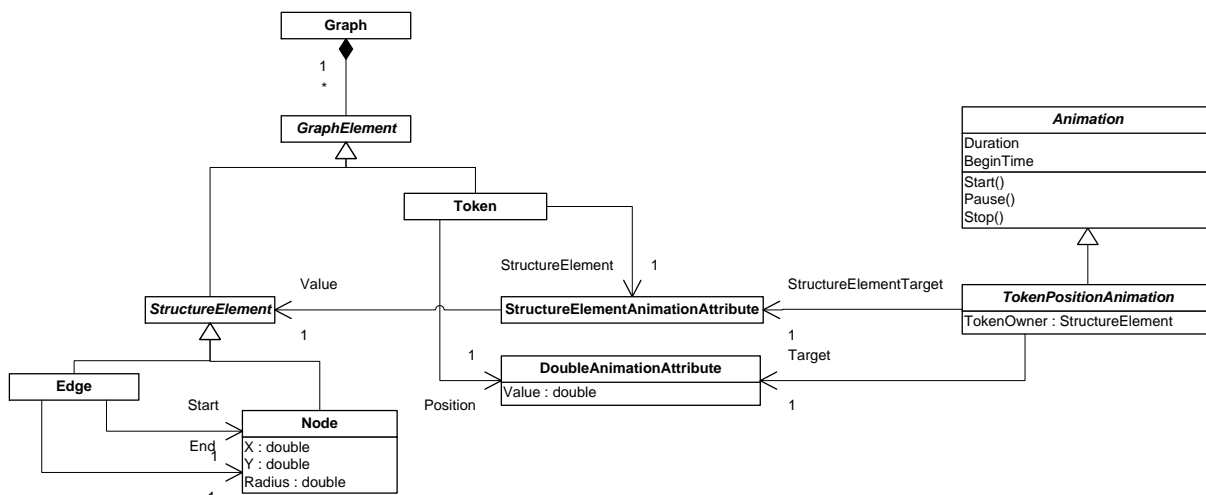 Graph
1
*
GraphElement
Animation
Duration
BeginTime
Start()
Pause()
Stop()
Token
StructureElement
1
Value
StructureElementTarget
StructureElement
1
StructureElementAnimationAttribute
1
TokenPositionAnimation
TokenOwner : StructureElement
1
Target
DoubleAnimationAttribute
Value : double
Position
1
Edge
Start
1
Node
X : double
Y : double
Radius : double
End
1